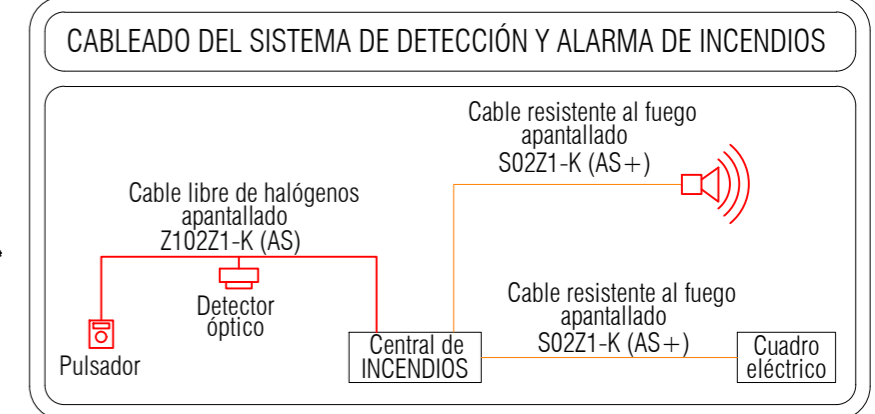 CABLEADO DEL SISTEMA DE DETECCIÓN Y ALARMA DE INCENDIOS
Cable resistente al fuego
apantallado
S02Z1-K (AS+)
Cable libre de halógenos
apantallado
Z102Z1-K (AS)
Detector
óptico
Pulsador
Central de
INCENDIOS
Cable resistente al fuego
apantallado
S02Z1-K (AS+)
Cuadro
eléctrico